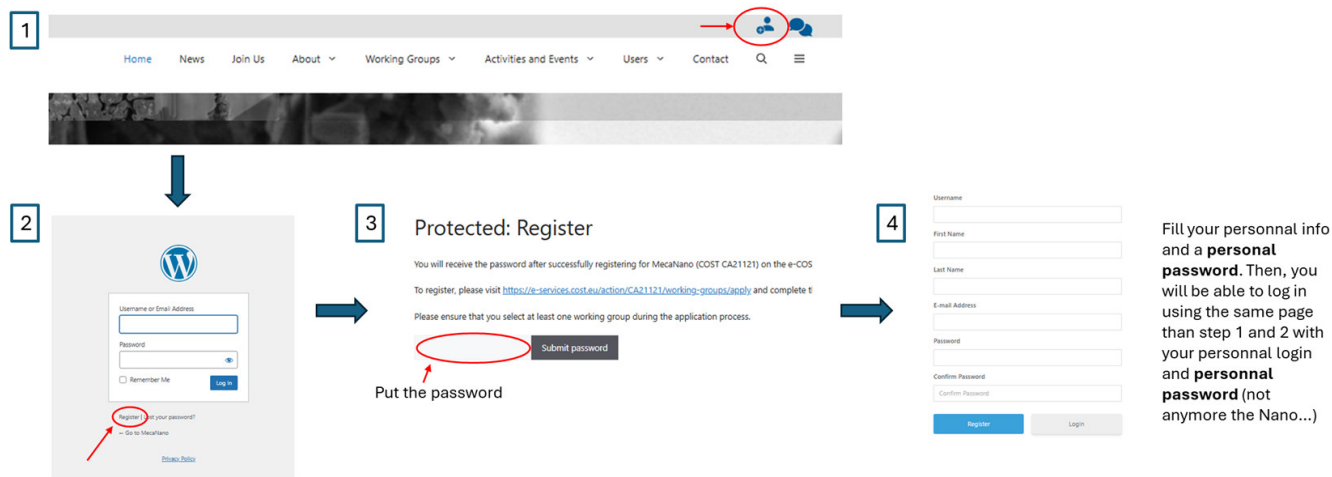 1
Home News Join Us About Working Groups Activities and Events Users Contact
2
Username or Email Address
Password
Remember Me
Log In
Register | Lost your password?
← Go to MecaNano
Privacy Policy
3
Protected: Register
You will receive the password after successfully registering for MecaNano (COST CA21121) on the e-COS
To register, please visit https://e-services.cost.eu/action/CA21121/working-groups/apply and complete t
Please ensure that you select at least one working group during the application process.
Submit password
Put the password
4
Username
First Name
Last Name
E-mail Address
Password
Confirm Password
Confirm Password
Register
Login
Fill your personnal info
and a personal
password. Then, you
will be able to log in
using the same page
than step 1 and 2 with
your personnal login
and personnal
password (not
anymore the Nano...)